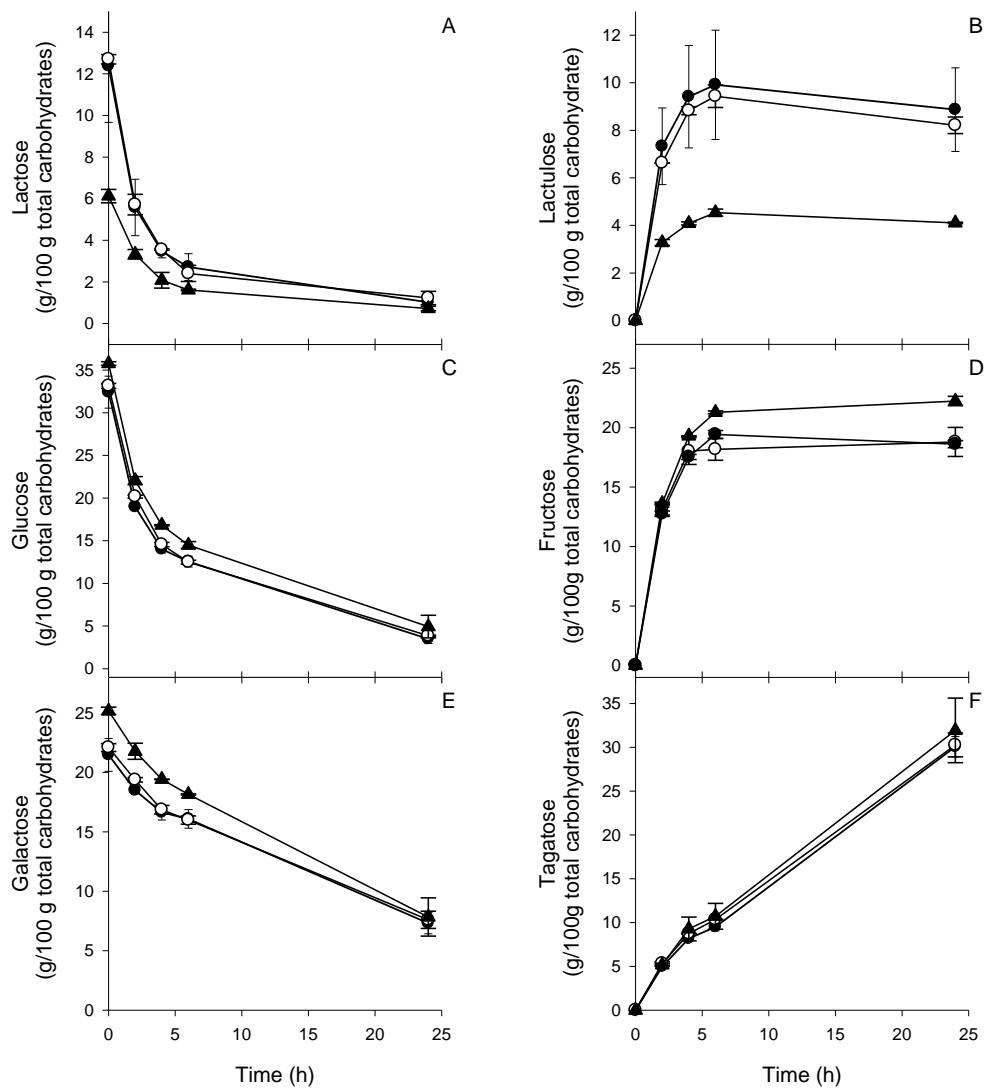 A
Lactose
(g/100 g total carbohydrates)
14
12
10
8
6
4
2
0
B
Lactulose
(g/100 g total carbohydrate)
12
10
8
6
4
2
0
C
Glucose
(g/100 g total carbohydrates)
35
30
25
20
15
10
5
0
D
Fructose
(g/100g total carbohydrates)
25
20
15
10
5
0
E
Galactose
(g/100 g total carbohydrates)
25
20
15
10
5
0
0 5 10 15 20 25
Time (h)
F
Tagatose
(g/100g total carbohydrates)
35
30
25
20
15
10
5
0
0 5 10 15 20 25
Time (h)